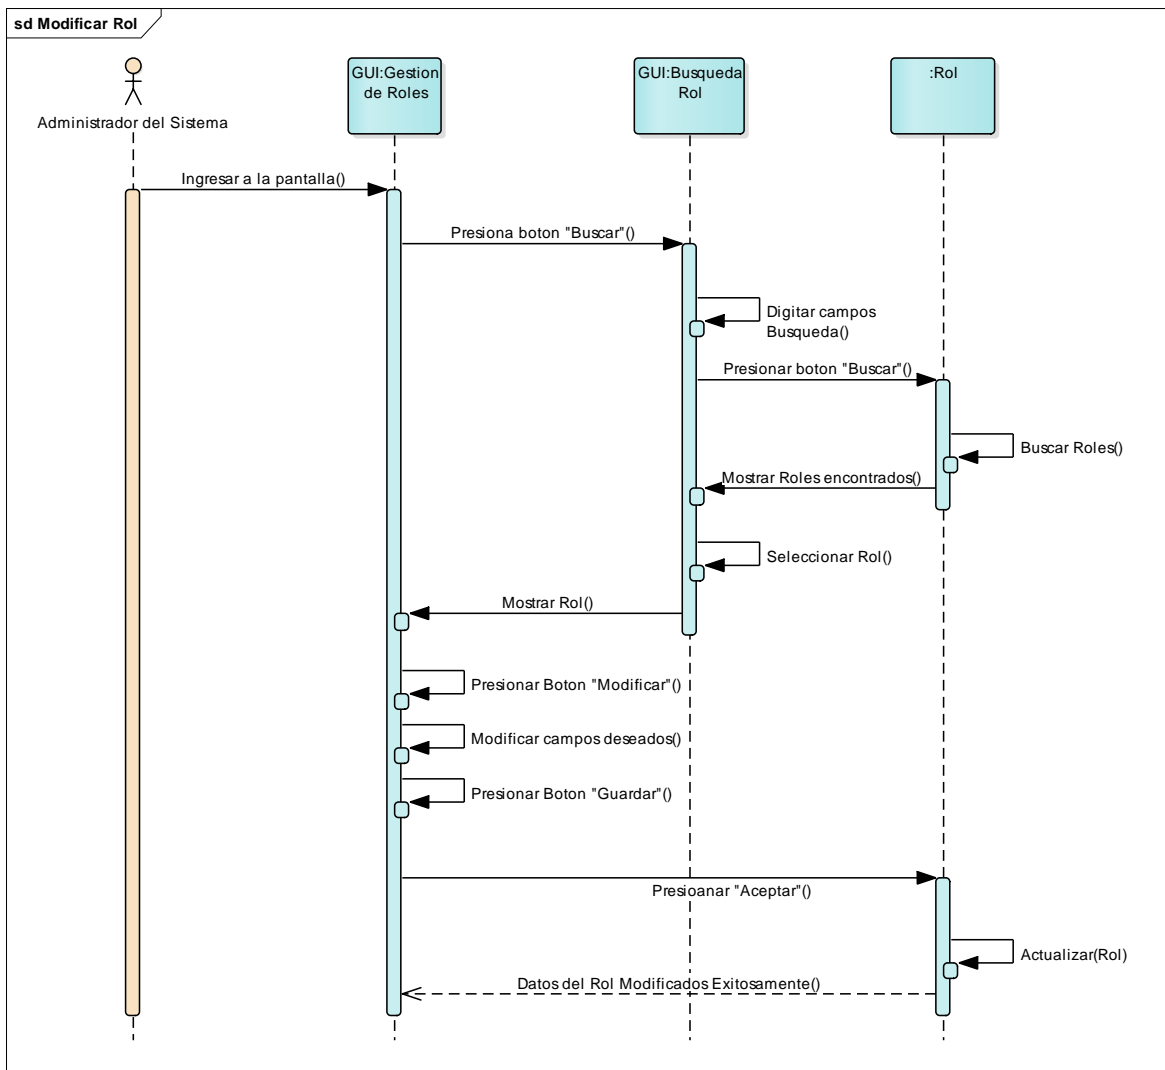 sd Modificar Rol
Administrador del Sistema
GUI:Gestion
de Roles
GUI:Busqueda
Rol
:Rol
Ingresar a la pantalla()
Presiona boton "Buscar"()
Digitar campos
Busqueda()
Presionar boton "Buscar"()
Buscar Roles()
Mostrar Roles encontrados()
Seleccionar Rol()
Mostrar Rol()
Presionar Boton "Modificar"()
Modificar campos deseados()
Presionar Boton "Guardar"()
Presioanar "Aceptar"()
Actualizar(Rol)
Datos del Rol Modificados Exitosamente()